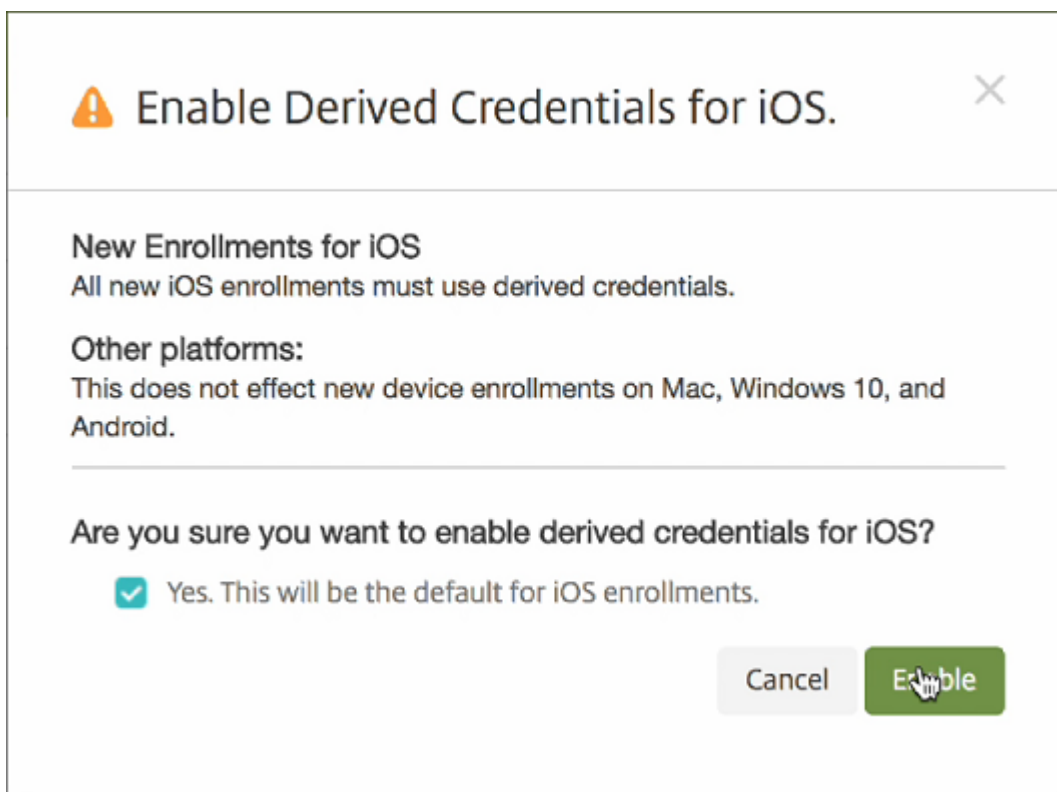 Enable Derived Credentials for iOS.
New Enrollments for iOS
All new iOS enrollments must use derived credentials.
Other platforms:
This does not effect new device enrollments on Mac, Windows 10, and
Android.
Are you sure you want to enable derived credentials for iOS?
Yes. This will be the default for iOS enrollments.
Cancel
Enable